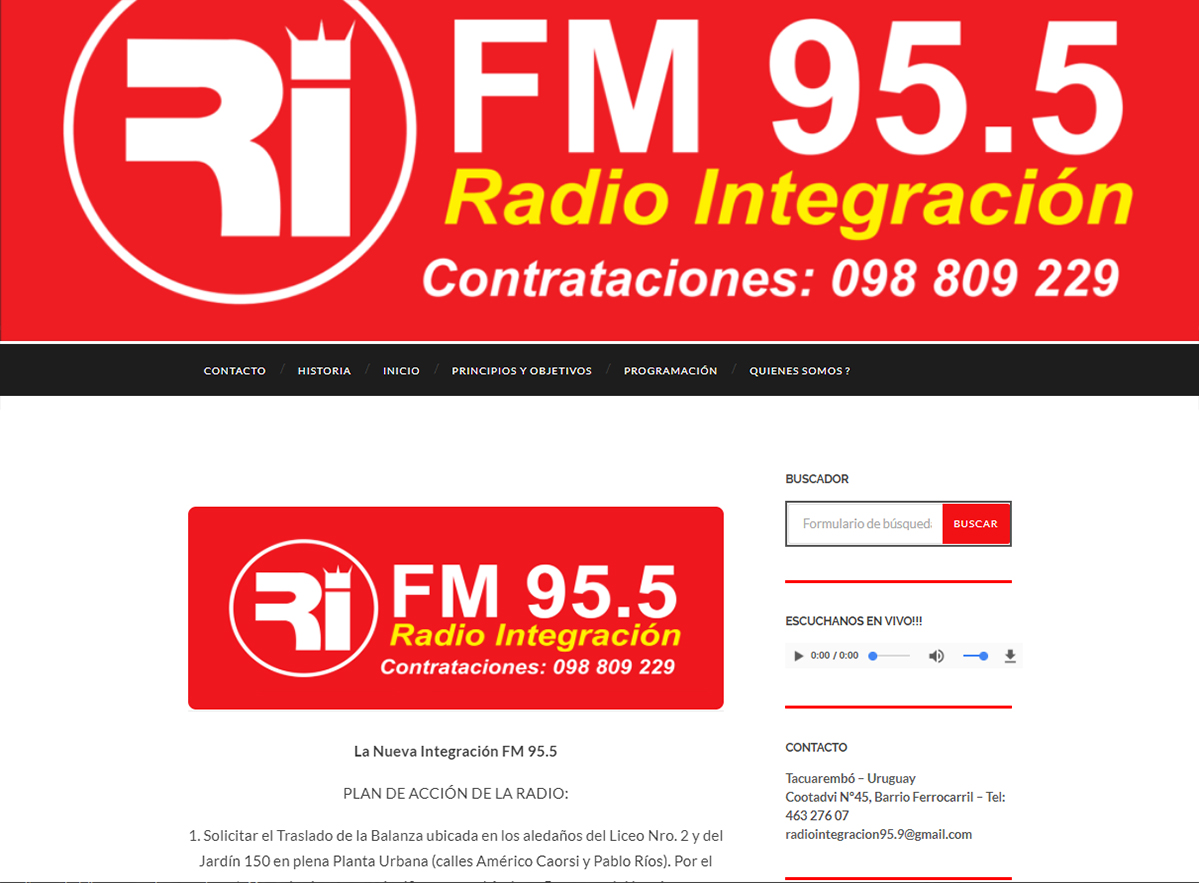 Ri
FM 95.5
Radio Integración
Contrataciones: 098 809 229
CONTACTO / HISTORIA / INICIO / PRINCIPIOS Y OBJETIVOS / PROGRAMACIÓN / QUIENES SOMOS ?
BUSCADOR
Formulario de búsqued
BUSCAR
Ri
FM 95.5
Radio Integración
Contrataciones: 098 809 229
ESCUCHANOS EN VIVO!!!
0:00 / 0:00
La Nueva Integración FM 95.5
PLAN DE ACCIÓN DE LA RADIO:
1. Solicitar el Traslado de la Balanza ubicada en los aledaños del Liceo Nro. 2 y del
Jardín 150 en plena Planta Urbana (calles Américo Caorsi y Pablo Ríos). Por el
CONTACTO
Tacuarembó – Uruguay
Cootadvi N°45, Barrio Ferrocarril – Tel:
463 276 07
radiointegracion95.9@gmail.com